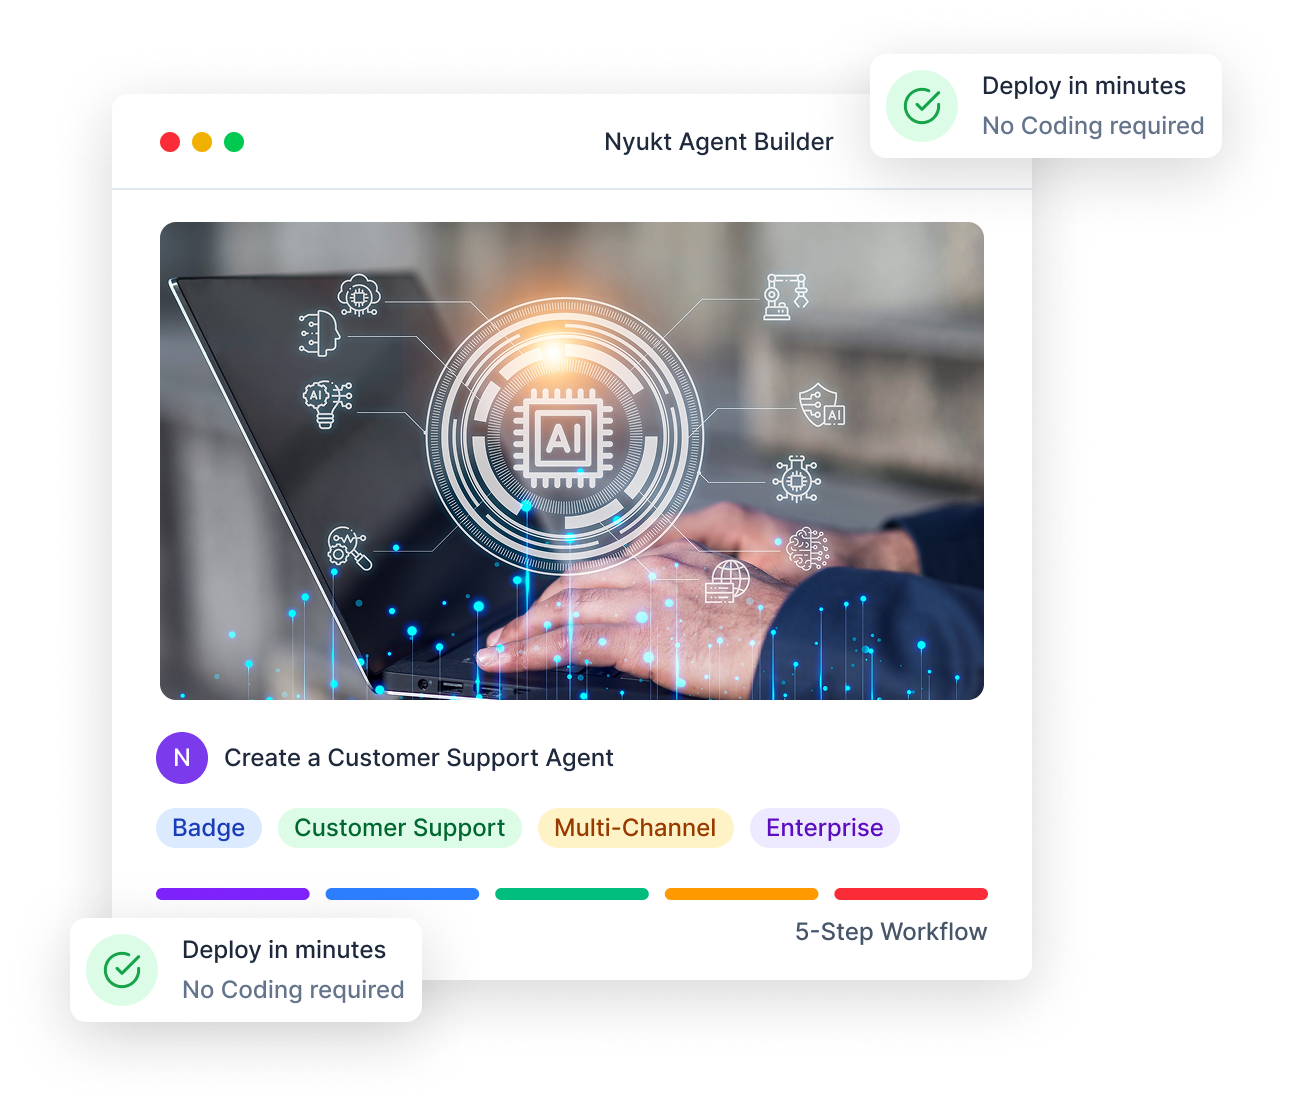 Deploy in minutes
No Coding required
Nyukt Agent Builder
AI
AI
AI
N
Create a Customer Support Agent
Badge
Customer Support
Multi-Channel
Enterprise
5-Step Workflow
Deploy in minutes
No Coding required